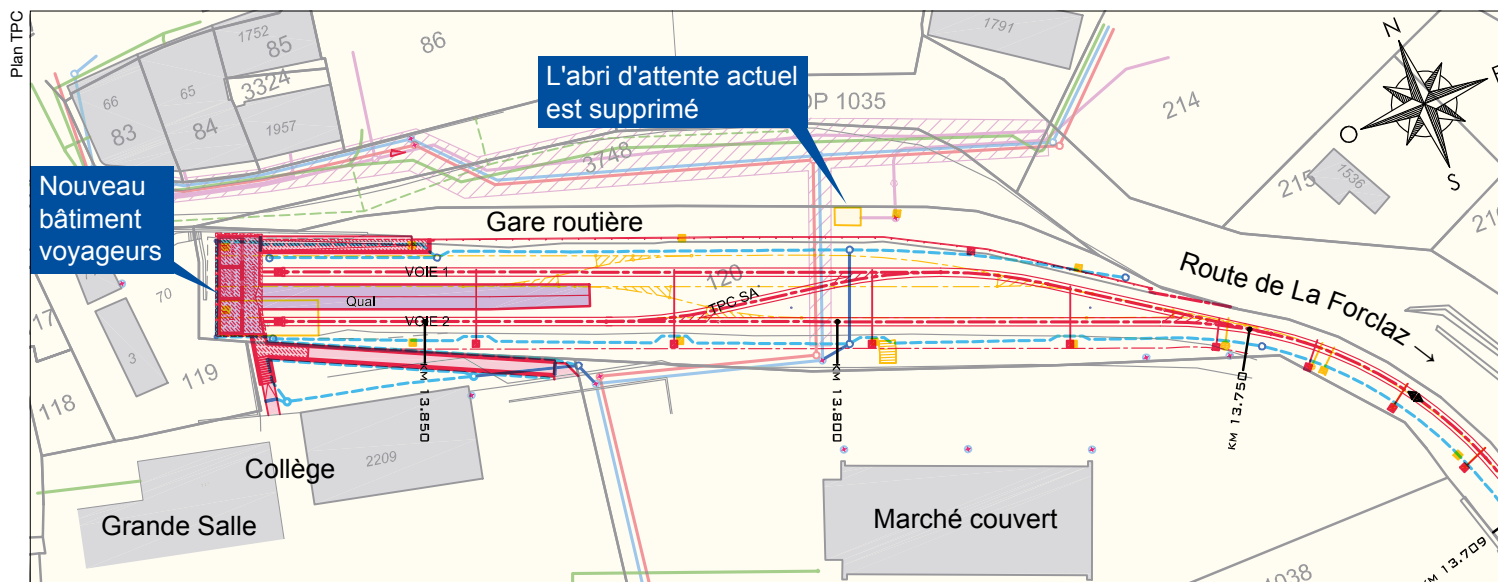 Plan TPC
1752
85
86
1791
66
65
3324
83
84
1957
L'abri d'attente actuel
est supprimé
DP 1035
214
N
O
S
3748
215
1536
Nouveau
bâtiment
voyageurs
Gare routière
Route de La Forclaz →
VOIE 1
120
70
Quai
TPC SA
VOIE 2
117
3
119
118
KM 13.850
KM 13.800
KM 13.750
Collège
2209
Grande Salle
Marché couvert
KM 13.709
1038